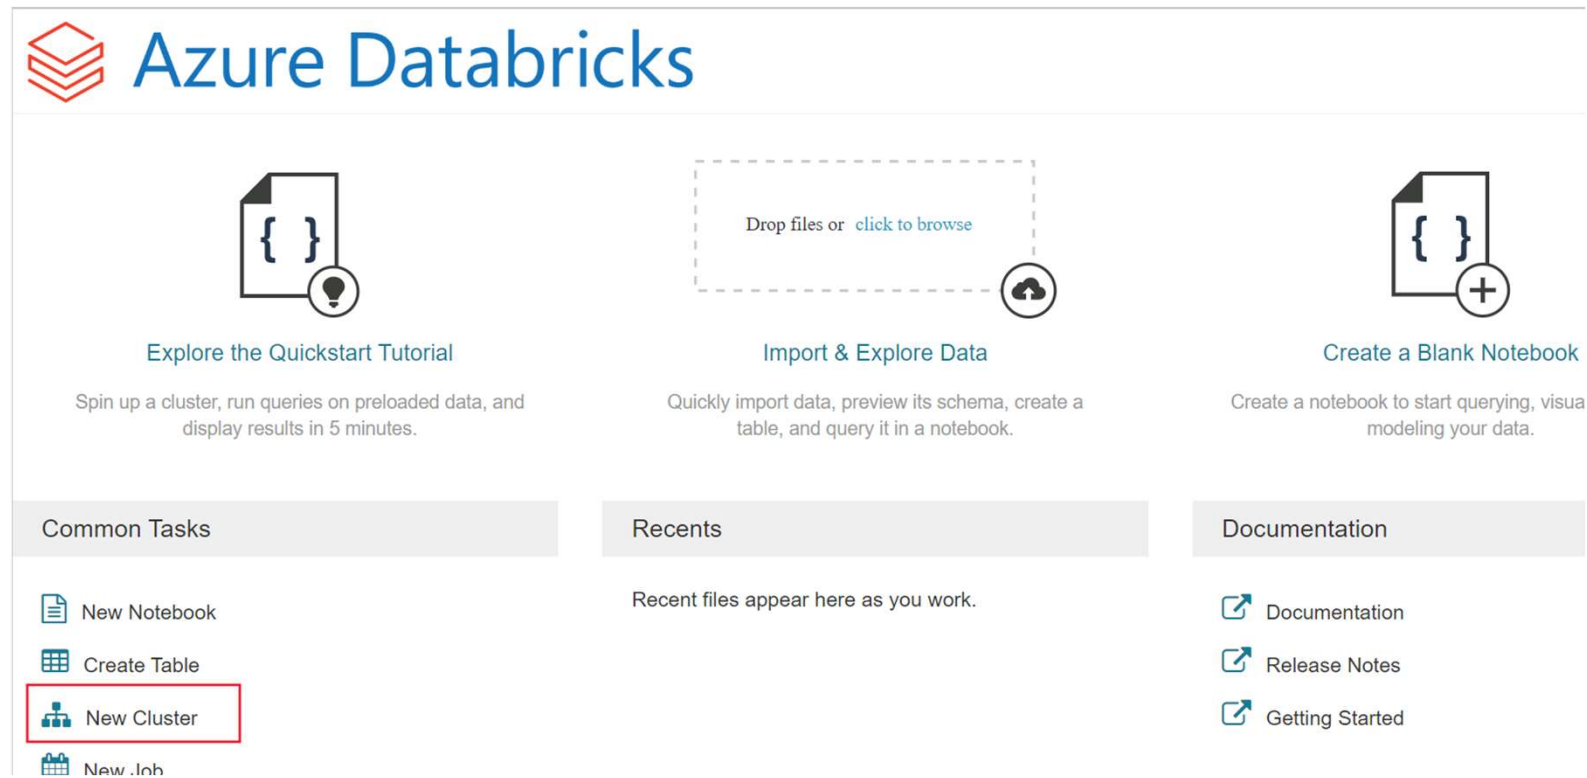 Azure Databricks
{ }
Drop files or click to browse
{ }
Explore the Quickstart Tutorial
Import & Explore Data
Create a Blank Notebook
Spin up a cluster, run queries on preloaded data, and
display results in 5 minutes.
Quickly import data, preview its schema, create a
table, and query it in a notebook.
Create a notebook to start querying, visua
modeling your data.
Common Tasks
New Notebook
Create Table
New Cluster
New Job
Recents
Recent files appear here as you work.
Documentation
Documentation
Release Notes
Getting Started